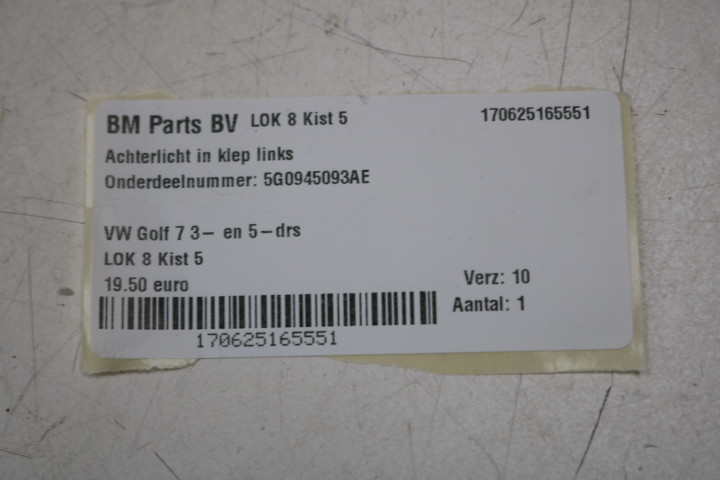 BM Parts BV LOK 8 Kist 5 170625165551
Achterlicht in klep links
Onderdeelnummer: 5G0945093AE
VW Golf 7 3- en 5-drs
LOK 8 Kist 5
19.50 euro Verz: 10
Aantal: 1
170625165551